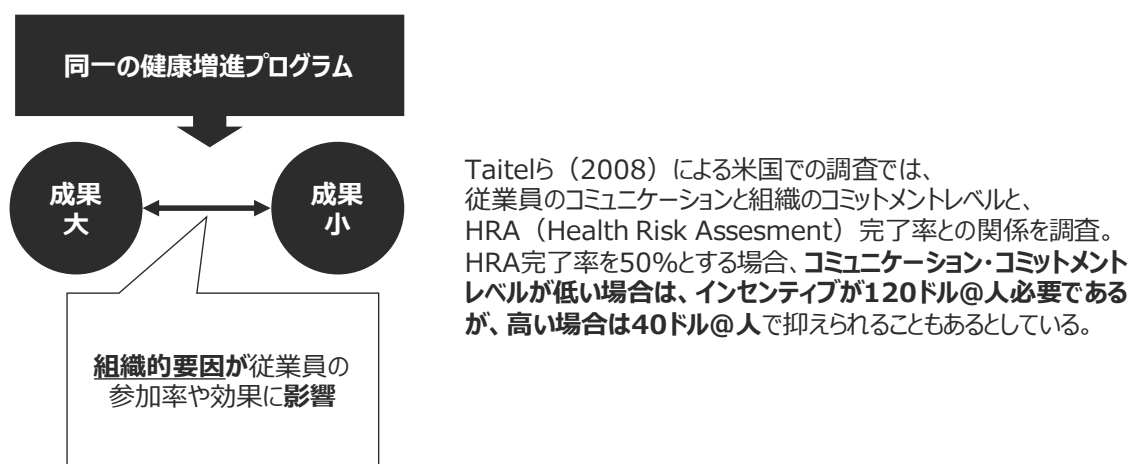 同一の健康増進プログラム
成果
大
成果
小
組織的要因が従業員の
参加率や効果に影響
Taitelら（2008）による米国での調査では、
従業員のコミュニケーションと組織のコミットメントレベルと、
HRA（Health Risk Assesment）完了率との関係を調査。
HRA完了率を50%とする場合、コミュニケーション・コミットメント
レベルが低い場合は、インセンティブが120ドル@人必要である
が、高い場合は40ドル@人で抑えられることもあるとしている。